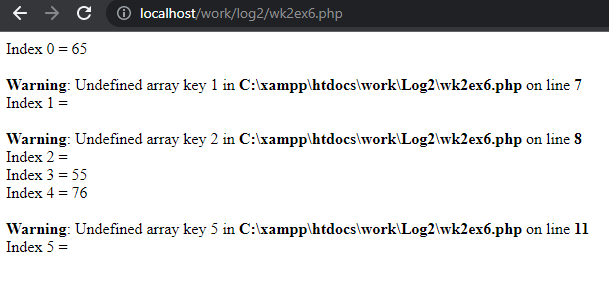 localhost/work/log2/wk2ex6.php
Index 0 = 65
Warning: Undefined array key 1 in C:\xampp\htdocs\work\Log2\wk2ex6.php on line 7
Index 1 =
Warning: Undefined array key 2 in C:\xampp\htdocs\work\Log2\wk2ex6.php on line 8
Index 2 =
Index 3 = 55
Index 4 = 76
Warning: Undefined array key 5 in C:\xampp\htdocs\work\Log2\wk2ex6.php on line 11
Index 5 =